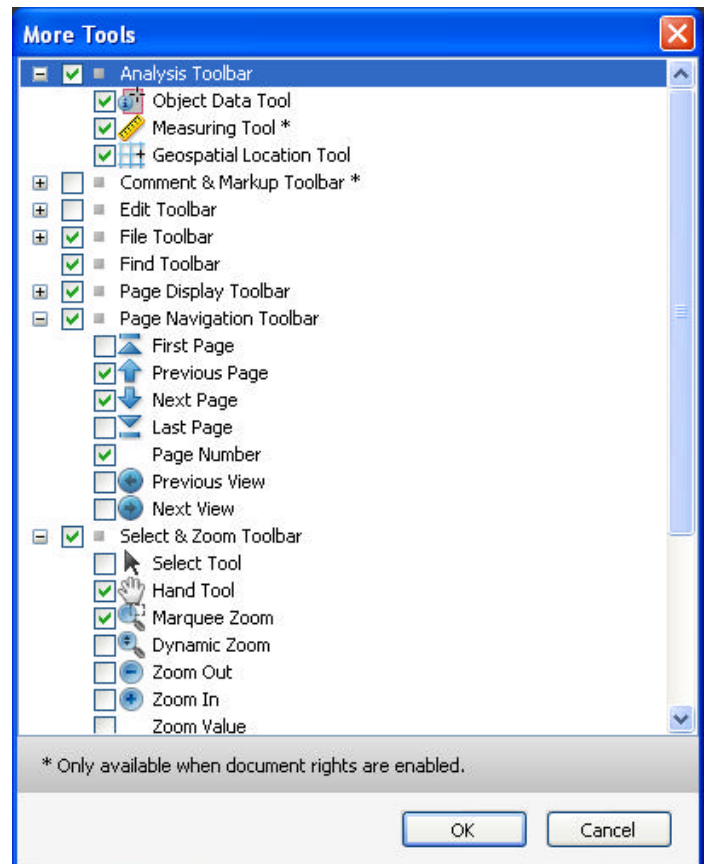 More Tools
Analysis Toolbar
Object Data Tool
Measuring Tool *
Geospatial Location Tool
Comment & Markup Toolbar *
Edit Toolbar
File Toolbar
Find Toolbar
Page Display Toolbar
Page Navigation Toolbar
First Page
Previous Page
Next Page
Last Page
Page Number
Previous View
Next View
Select & Zoom Toolbar
Select Tool
Hand Tool
Marquee Zoom
Dynamic Zoom
Zoom Out
Zoom In
Zoom Value
* Only available when document rights are enabled.
OK Cancel